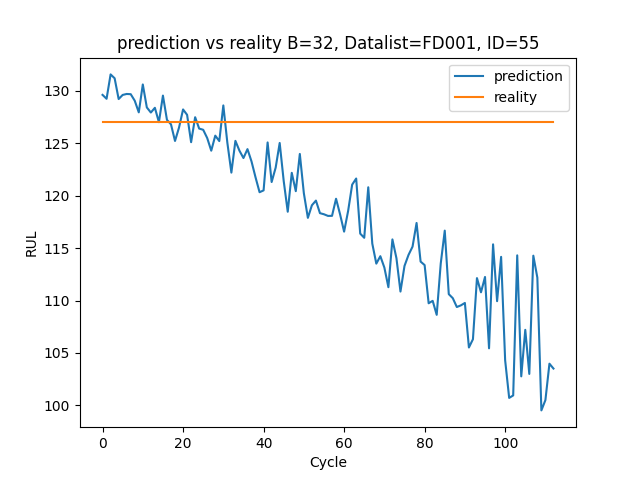 prediction vs reality B=32, Datalist=FD001, ID=55
prediction
reality
130
125
120
115
110
105
100
RUL
0 20 40 60 80 100
Cycle